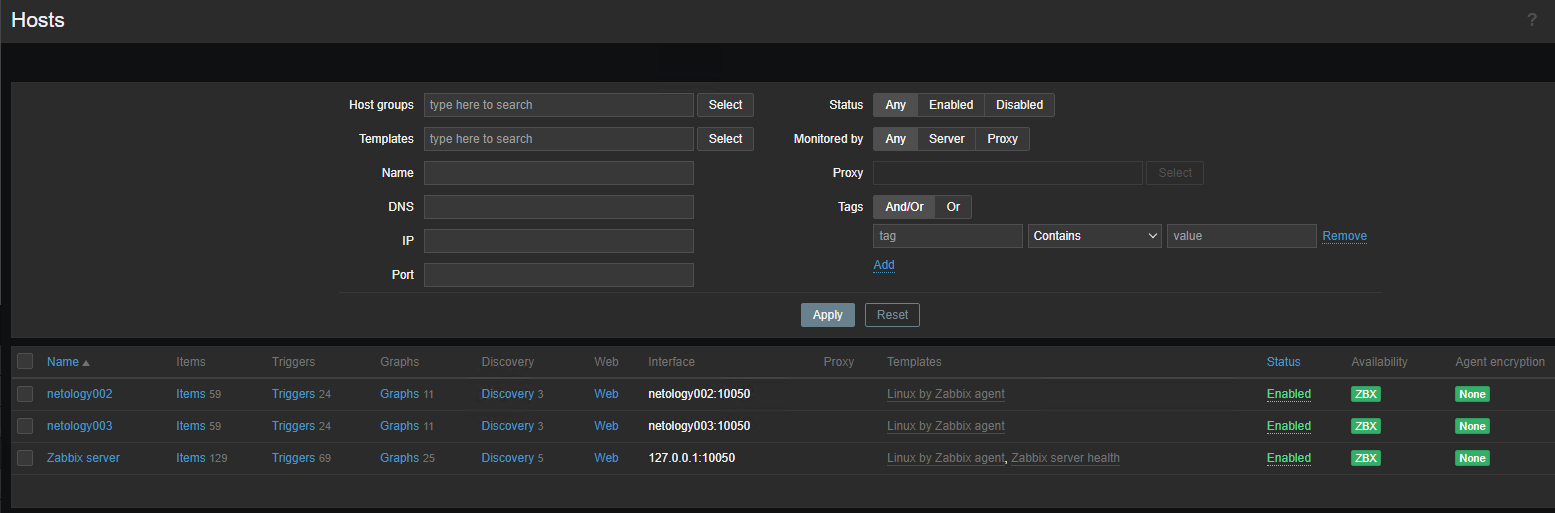 Hosts ?
Host groups type here to search Select Status Any Enabled Disabled
Templates type here to search Select Monitored by Any Server Proxy
Name Proxy Select
DNS Tags And/Or Or
IP tag Contains value Remove
Port Add
Apply Reset
Name Items Triggers Graphs Discovery Web Interface Proxy Templates Status Availability Agent encryption
netology002 Items 59 Triggers 24 Graphs 11 Discovery 3 Web netology002:10050 Linux by Zabbix agent Enabled ZBX None
netology003 Items 59 Triggers 24 Graphs 11 Discovery 3 Web netology003:10050 Linux by Zabbix agent Enabled ZBX None
Zabbix server Items 129 Triggers 69 Graphs 25 Discovery 5 Web 127.0.0.1:10050 Linux by Zabbix agent, Zabbix server health Enabled ZBX None